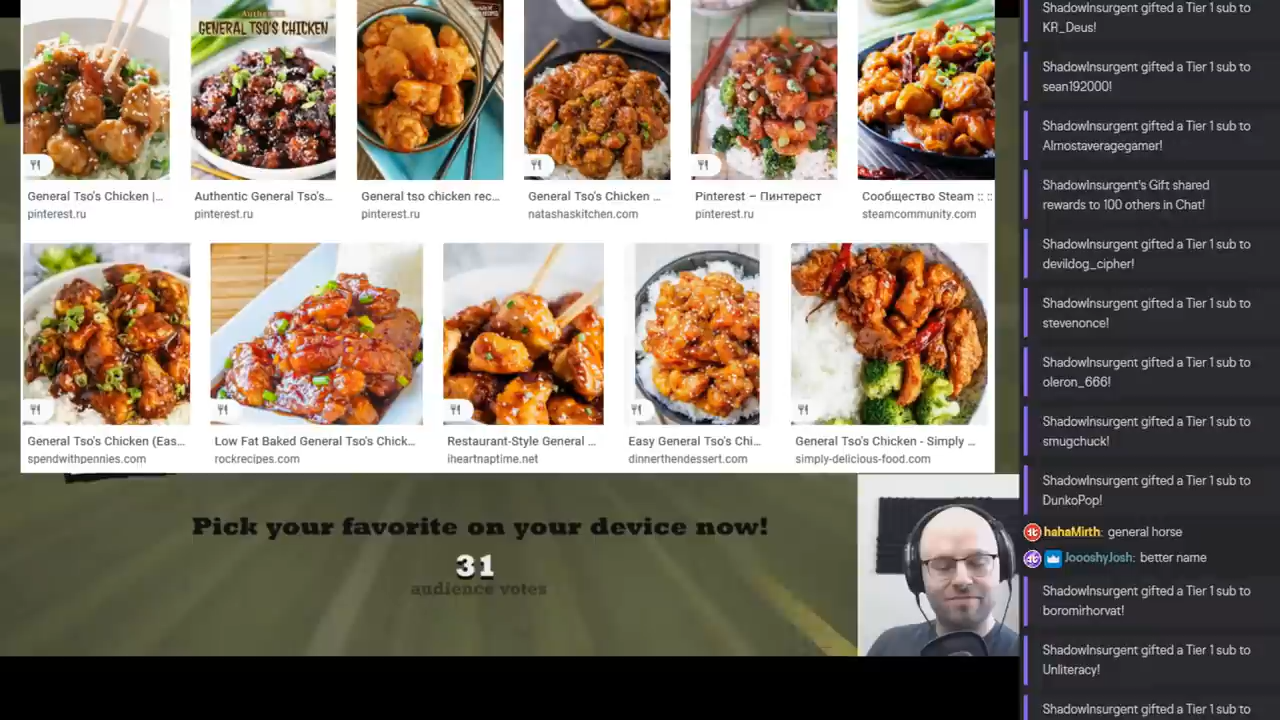 Authentic
GENERAL TSO'S CHICKEN
General Tso's Chicken |...
pinterest.ru
Authentic General Tso's...
pinterest.ru
General tso chicken rec...
pinterest.ru
General Tso's Chicken ...
natashaskitchen.com
Pinterest – Пинтерест
pinterest.ru
Сообщество Steam :: ::
steamcommunity.com
General Tso's Chicken (Eas...
spendwithpennies.com
Low Fat Baked General Tso's Chick...
rockrecipes.com
Restaurant-Style General ...
iheartnaptime.net
Easy General Tso's Chi...
dinnerthendessert.com
General Tso's Chicken - Simply ...
simply-delicious-food.com
Pick your favorite on your device now!
31
audience votes
ShadowInsurgent gifted a Tier 1 sub to
KR_Deus!
ShadowInsurgent gifted a Tier 1 sub to
sean192000!
ShadowInsurgent gifted a Tier 1 sub to
Almostaveragegamer!
ShadowInsurgent's Gift shared
rewards to 100 others in Chat!
ShadowInsurgent gifted a Tier 1 sub to
devildog_cipher!
ShadowInsurgent gifted a Tier 1 sub to
stevenonce!
ShadowInsurgent gifted a Tier 1 sub to
oleron_666!
ShadowInsurgent gifted a Tier 1 sub to
smugchuck!
ShadowInsurgent gifted a Tier 1 sub to
DunkoPop!
hahaMirth: general horse
JoooshyJosh: better name
ShadowInsurgent gifted a Tier 1 sub to
boromirhorvat!
ShadowInsurgent gifted a Tier 1 sub to
Unliteracy!
ShadowInsurgent gifted a Tier 1 sub to